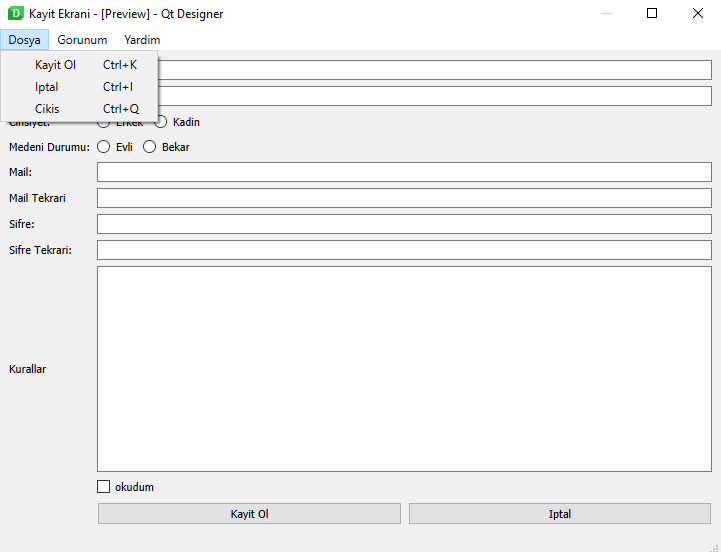 Kayit Ekrani - [Preview] - Qt Designer
Dosya Gorunum Yardim
Kayit Ol Ctrl+K
Iptal Ctrl+I
Cikis Ctrl+Q
Cinsiyet: Erkek Kadin
Medeni Durumu: Evli Bekar
Mail:
Mail Tekrari
Sifre:
Sifre Tekrari:
Kurallar
okudum
Kayit Ol Iptal